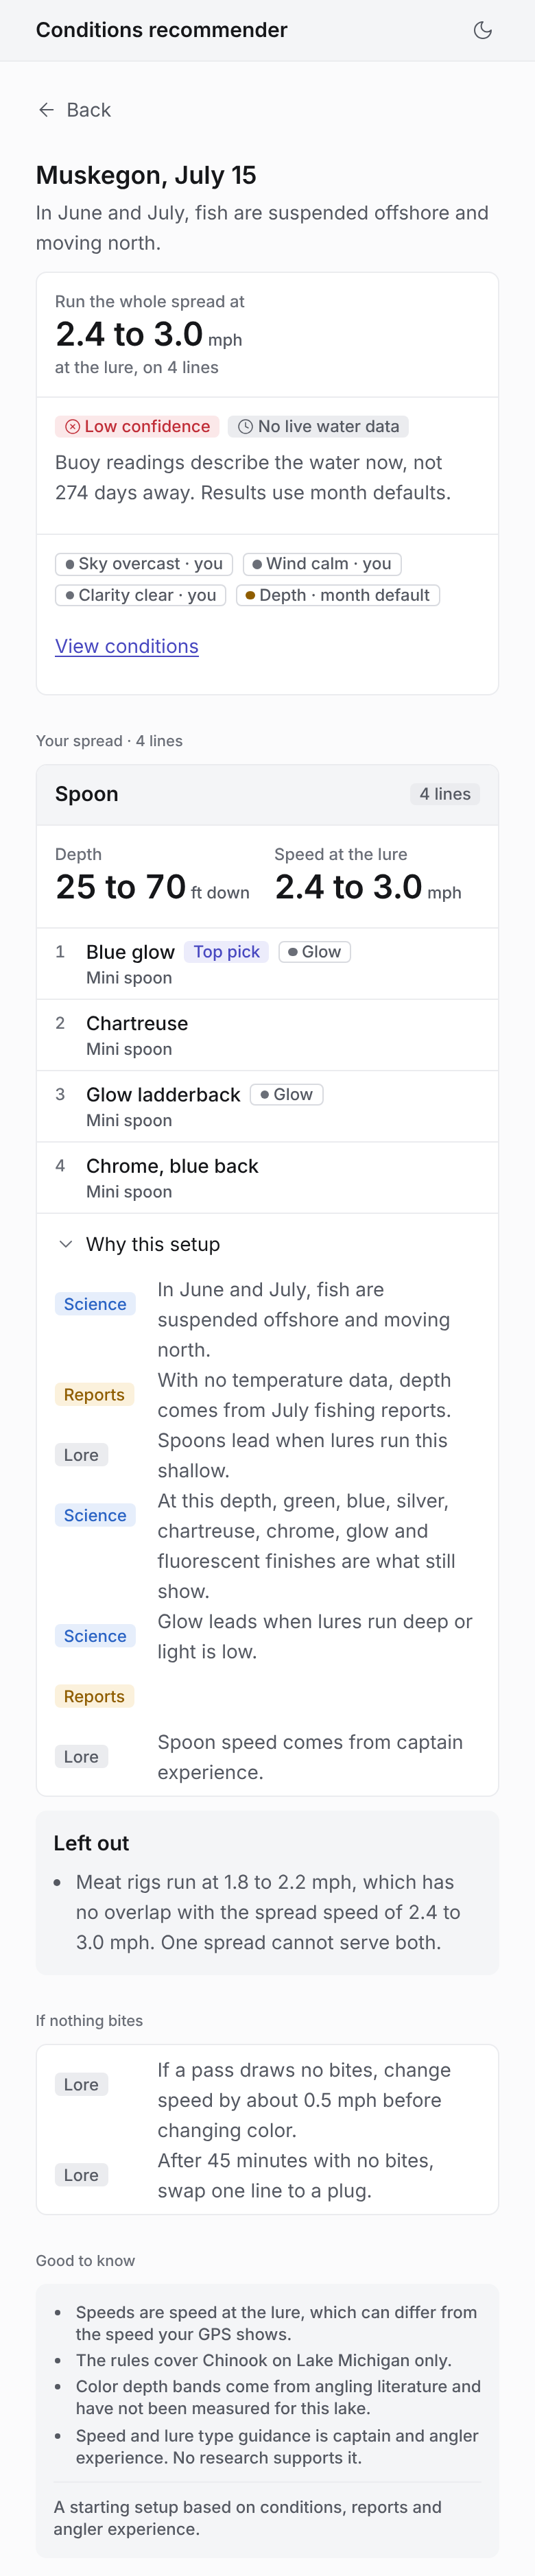 Conditions recommender
Back
Muskegon, July 15
In June and July, fish are suspended offshore and
moving north.
Run the whole spread at
2.4 to 3.0 mph
at the lure, on 4 lines
Low confidence
No live water data
Buoy readings describe the water now, not
274 days away. Results use month defaults.
Sky overcast · you
Wind calm · you
Clarity clear · you
Depth · month default
View conditions
Your spread · 4 lines
Spoon
4 lines
Depth
Speed at the lure
25 to 70 ft down
2.4 to 3.0 mph
1 Blue glow Top pick Glow
Mini spoon
2 Chartreuse
Mini spoon
3 Glow ladderback Glow
Mini spoon
4 Chrome, blue back
Mini spoon
Why this setup
Science
In June and July, fish are
suspended offshore and moving
north.
Reports
With no temperature data, depth
comes from July fishing reports.
Lore
Spoons lead when lures run this
shallow.
Science
At this depth, green, blue, silver,
chartreuse, chrome, glow and
fluorescent finishes are what still
show.
Science
Glow leads when lures run deep or
light is low.
Reports
Lore
Spoon speed comes from captain
experience.
Left out
• Meat rigs run at 1.8 to 2.2 mph, which has
no overlap with the spread speed of 2.4 to
3.0 mph. One spread cannot serve both.
If nothing bites
Lore
If a pass draws no bites, change
speed by about 0.5 mph before
changing color.
Lore
After 45 minutes with no bites,
swap one line to a plug.
Good to know
• Speeds are speed at the lure, which can differ from
the speed your GPS shows.
• The rules cover Chinook on Lake Michigan only.
• Color depth bands come from angling literature and
have not been measured for this lake.
• Speed and lure type guidance is captain and angler
experience. No research supports it.
A starting setup based on conditions, reports and
angler experience.